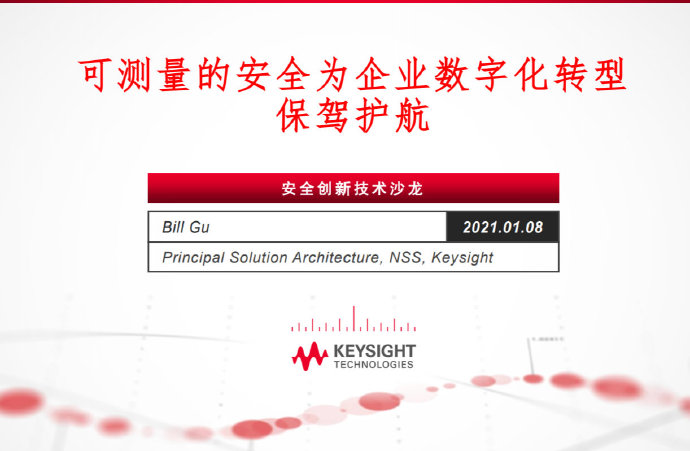 可测量的安全为企业数字化转型
保驾护航
安全创新技术沙龙
Bill Gu
2021.01.08
Principal Solution Architecture, NSS, Keysight
KEYSIGHT
TECHNOLOGIES